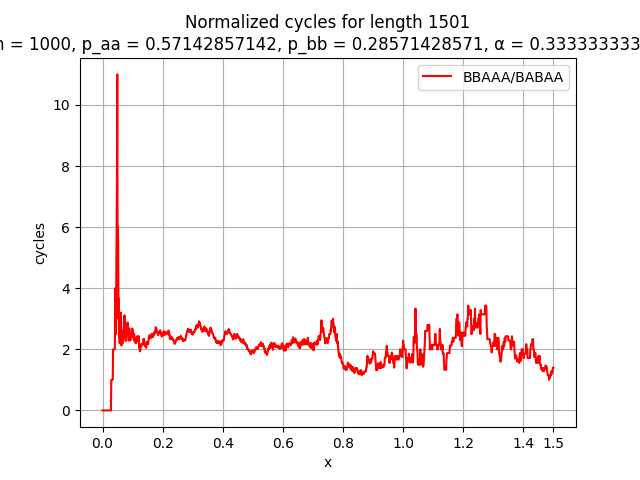 Normalized cycles for length 1501
= 1000, p_aa = 0.57142857142, p_bb = 0.28571428571, α = 0.333333333
BBAAA/BABAA
10
8
6
4
2
0
cycles
0.0 0.2 0.4 0.6 0.8 1.0 1.2 1.4 1.5
x